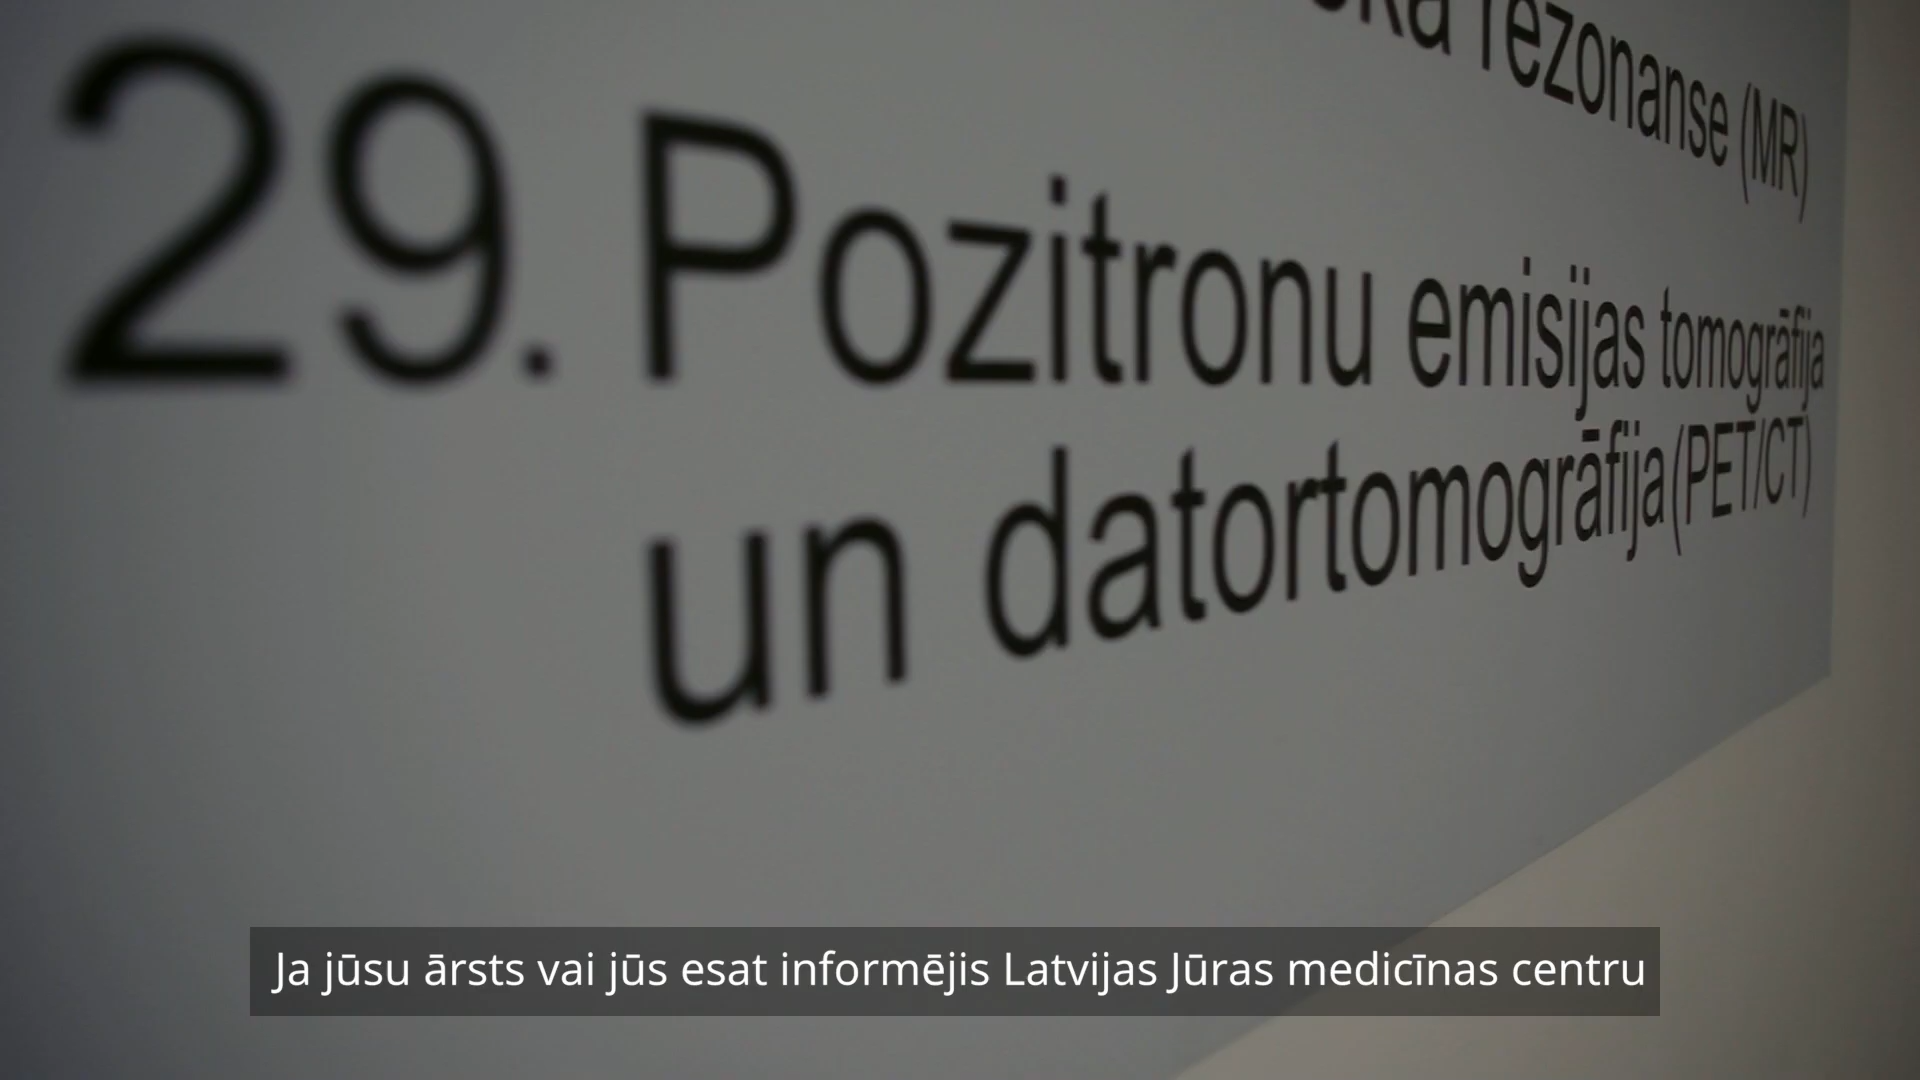 rezonanse (MR)
29. Pozitronu emisijas tomogrāfija
un datortomogrāfija (PET/CT)
Ja jūsu ārsts vai jūs esat informējis Latvijas Jūras medicīnas centru